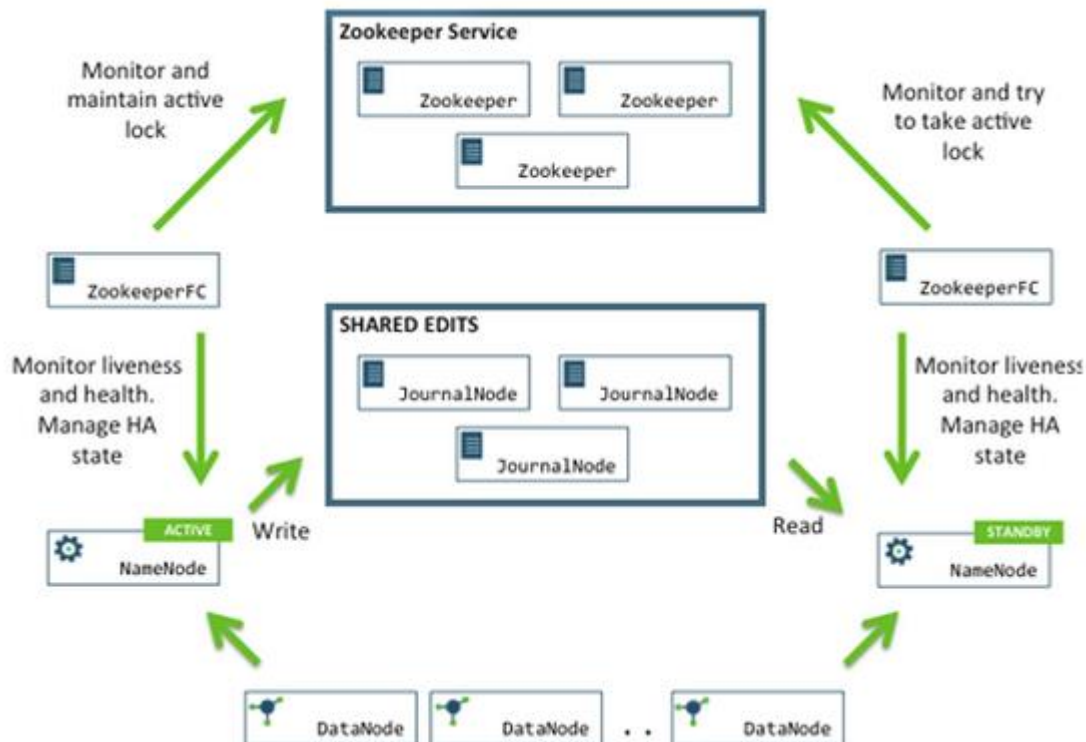 Zookeeper Service
Zookeeper
Zookeeper
Zookeeper
Monitor and
maintain active
lock
Monitor and try
to take active
lock
ZookeeperFC
ZookeeperFC
SHARED EDITS
JournalNode
JournalNode
JournalNode
Monitor liveness
and health.
Manage HA
state
Monitor liveness
and health.
Manage HA
state
ACTIVE
NameNode
Write
Read
STANDBY
NameNode
DataNode
DataNode
. .
DataNode